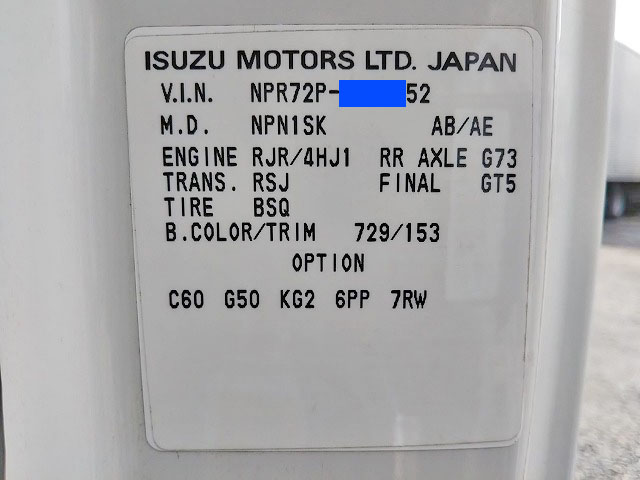 ISUZU MOTORS LTD. JAPAN
V.I.N. NPR72P- 52
M.D. NPN1SK AB/AE
ENGINE RJR/4HJ1 RR AXLE G73
TRANS. RSJ FINAL GT5
TIRE BSQ
B.COLOR/TRIM 729/153
OPTION
C60 G50 KG2 6PP 7RW